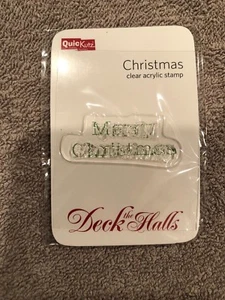 QuicKutz
Christmas
clear acrylic stamp
Merry
Christmas
Deck the Halls